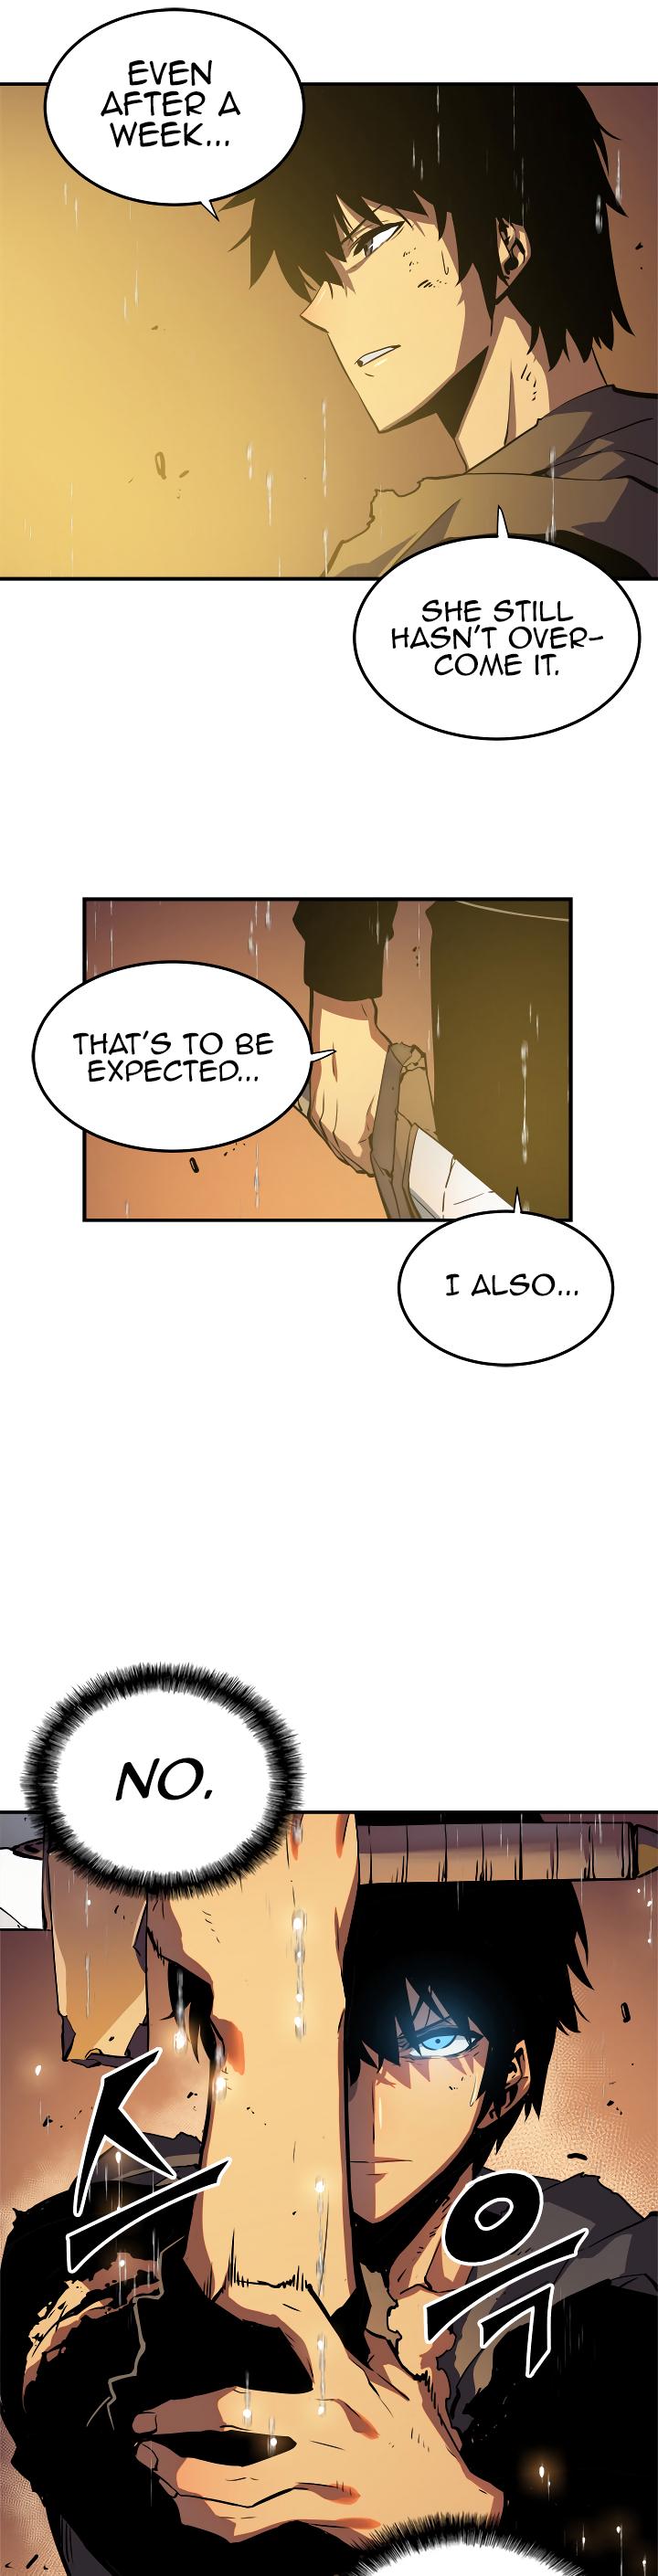 EVEN
AFTER A
WEEK...
SHE STILL
HASN'T OVER-
COME IT.
THAT'S TO BE
EXPECTED...
I ALSO...
NO.
스
윽